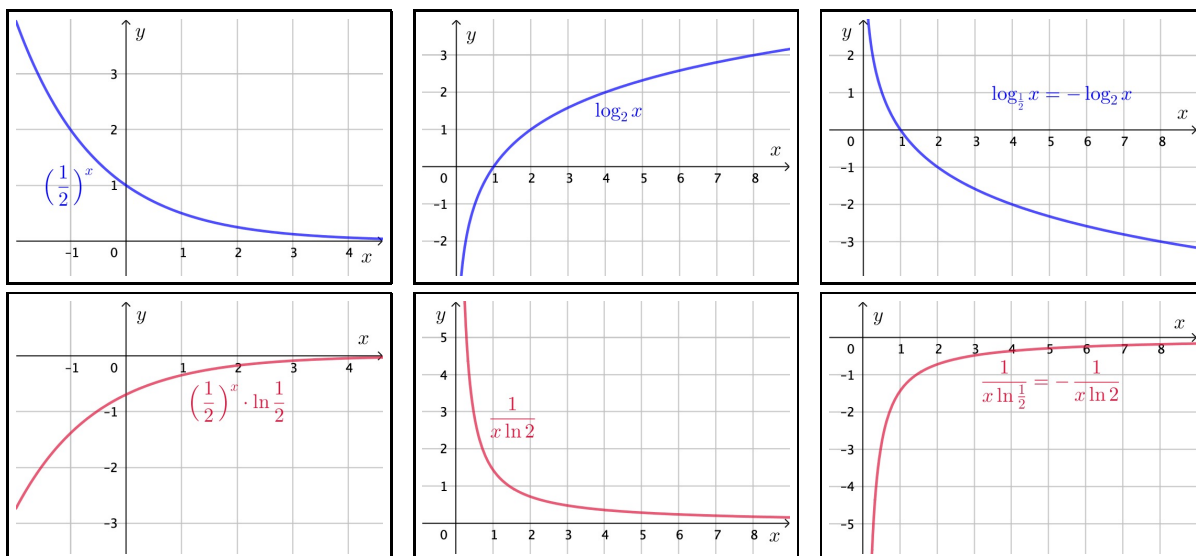 y
3
2
1
(1/2)^x
−1 0 1 2 3 4 x
y
3
2
1
log₂ x
x
0 1 2 3 4 5 6 7 8
−1
−2
y
2
1
log_{1/2} x = − log₂ x
x
0 1 2 3 4 5 6 7 8
−1
−2
−3
y
x
−1 0 1 2 3 4
(1/2)^x · ln 1/2
−1
−2
−3
y
5
4
3
1/(x ln 2)
2
1
0 1 2 3 4 5 6 7 8 x
y
x
0 1 2 3 4 5 6 7 8
1/(x ln 1/2) = − 1/(x ln 2)
−1
−2
−3
−4
−5